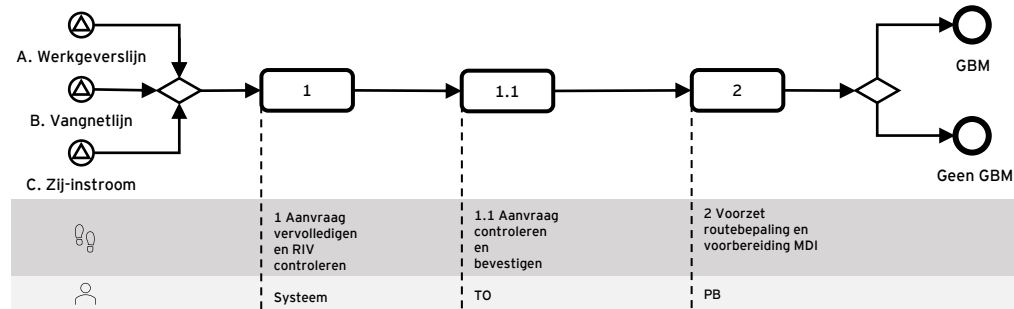 A. Werkgeverslijn
B. Vangnetlijn
C. Zij-instroom
1
1.1
2
GBM
Geen GBM
1 Aanvraag
vervolledigen
en RIV
controleren
1.1 Aanvraag
controleren
en
bevestigen
2 Voorzet
routebepaling en
voorbereiding MDI
Systeem
TO
PB